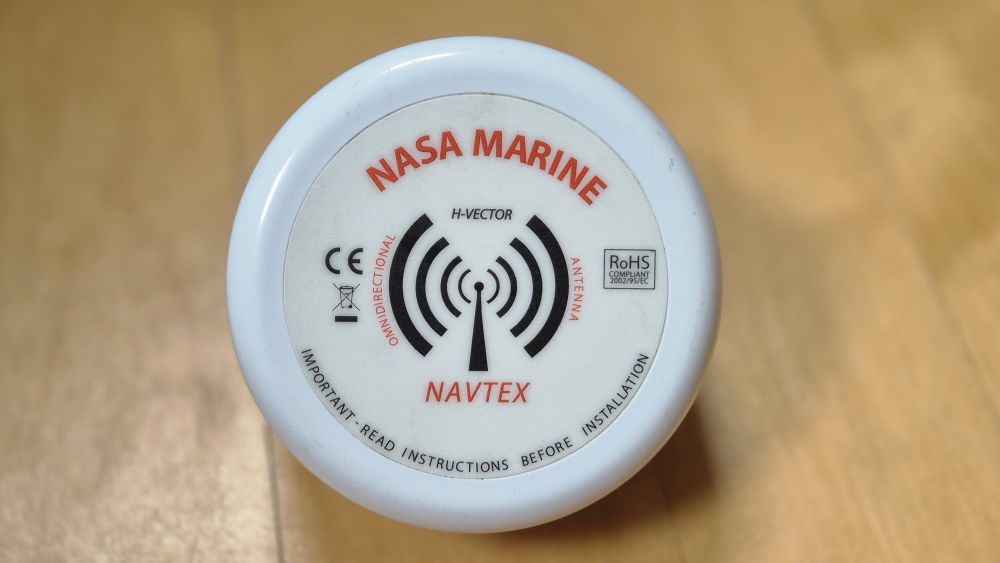 NASA MARINE
H-VECTOR
CE
OMNIDIRECTIONAL
ANTENNA
RoHS
COMPLIANT
2002/95/EC
NAVTEX
IMPORTANT - READ INSTRUCTIONS BEFORE INSTALLATION